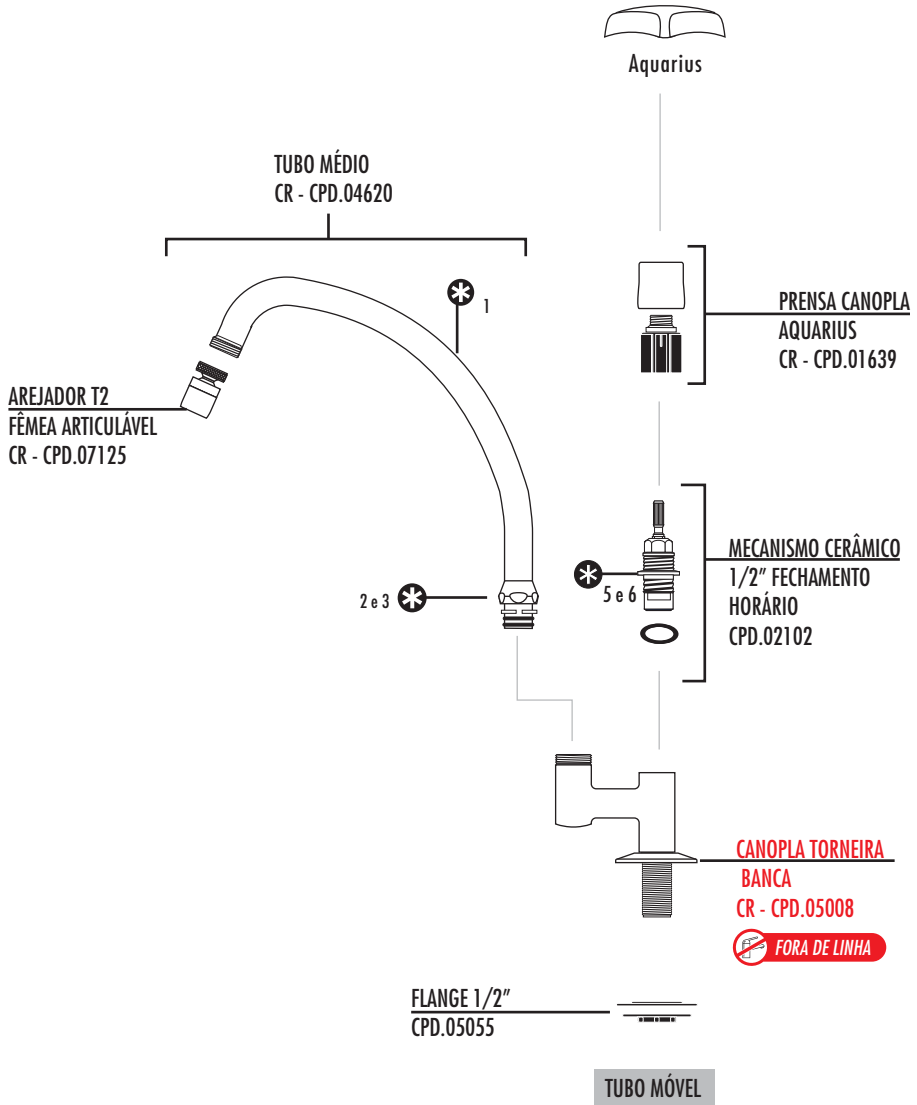 Aquarius
TUBO MÉDIO
CR - CPD.04620
1
PRENSA CANOPLA
AQUARIUS
CR - CPD.01639
AREJADOR T2
FÊMEA ARTICULÁVEL
CR - CPD.07125
MECANISMO CERÂMICO
1/2” FECHAMENTO
HORÁRIO
CPD.02102
2 e 3
5 e 6
CANOPLA TORNEIRA
BANCA
CR - CPD.05008
FORA DE LINHA
FLANGE 1/2”
CPD.05055
TUBO MÓVEL